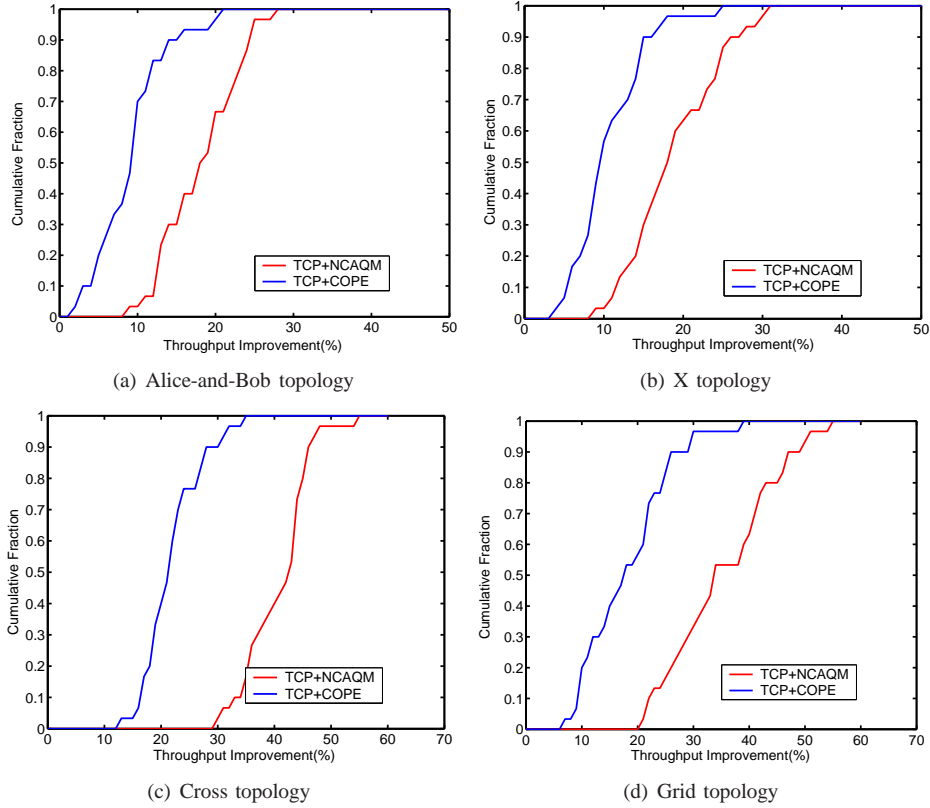 1
0.9
0.8
0.7
0.6
0.5
0.4
0.3
0.2
0.1
0
Cumulative Fraction
TCP+NCAQM
TCP+COPE
0 10 20 30 40 50
Throughput Improvement(%)
(a) Alice-and-Bob topology
1
0.9
0.8
0.7
0.6
0.5
0.4
0.3
0.2
0.1
0
Cumulative Fraction
TCP+NCAQM
TCP+COPE
0 10 20 30 40 50
Throughput Improvement(%)
(b) X topology
1
0.9
0.8
0.7
0.6
0.5
0.4
0.3
0.2
0.1
0
Cumulative Fraction
TCP+NCAQM
TCP+COPE
0 10 20 30 40 50 60 70
Throughput Improvement(%)
(c) Cross topology
1
0.9
0.8
0.7
0.6
0.5
0.4
0.3
0.2
0.1
0
Cumulative Fraction
TCP+NCAQM
TCP+COPE
0 10 20 30 40 50 60 70
Throughput Improvement(%)
(d) Grid topology